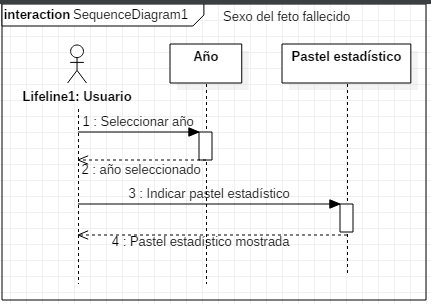 interaction SequenceDiagram1
Sexo del feto fallecido
Año
Pastel estadístico
Lifeline1: Usuario
1 : Seleccionar año
2 : año seleccionado
3 : Indicar pastel estadístico
4 : Pastel estadístico mostrada